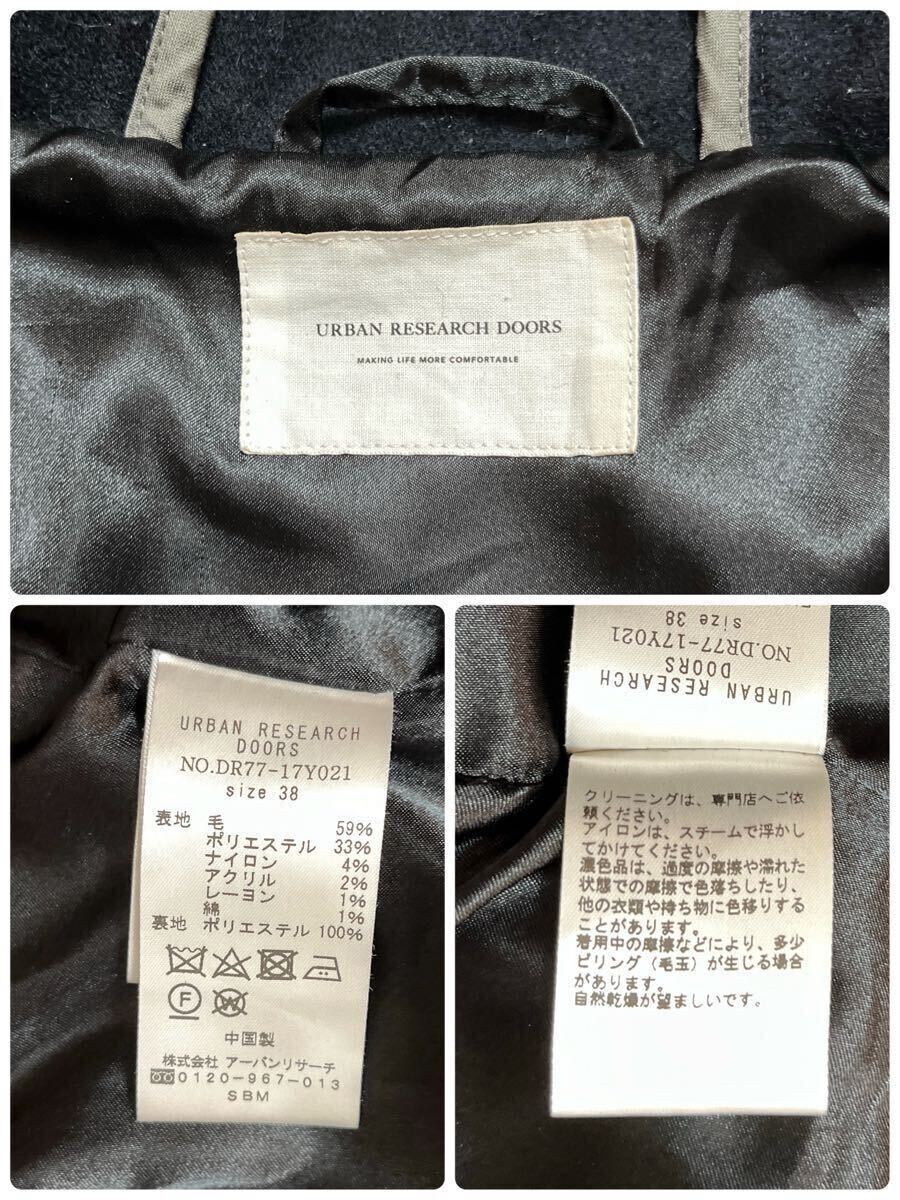 URBAN RESEARCH DOORS
MAKING LIFE MORE COMFORTABLE
URBAN RESEARCH
DOORS
NO.DR77-17Y021
size 38
表地 毛 59%
ポリエステル 33%
ナイロン 4%
アクリル 2%
レーヨン 1%
綿 1%
裏地 ポリエステル 100%
F W
中国製
株式会社 アーバンリサーチ
0120-967-013
SBM
URBAN RESEARCH
DOORS
NO.DR77-17Y021
size 38
クリーニングは、専門店へご依
頼ください。
アイロンは、スチームで浮かし
てかけてください。
濃色品は、過度の摩擦や濡れた
状態での摩擦で色落ちしたり、
他の衣類や持ち物に色移りする
ことがあります。
着用中の摩擦などにより、多少
ピリング（毛玉）が生じる場合
があります。
自然乾燥が望ましいです。